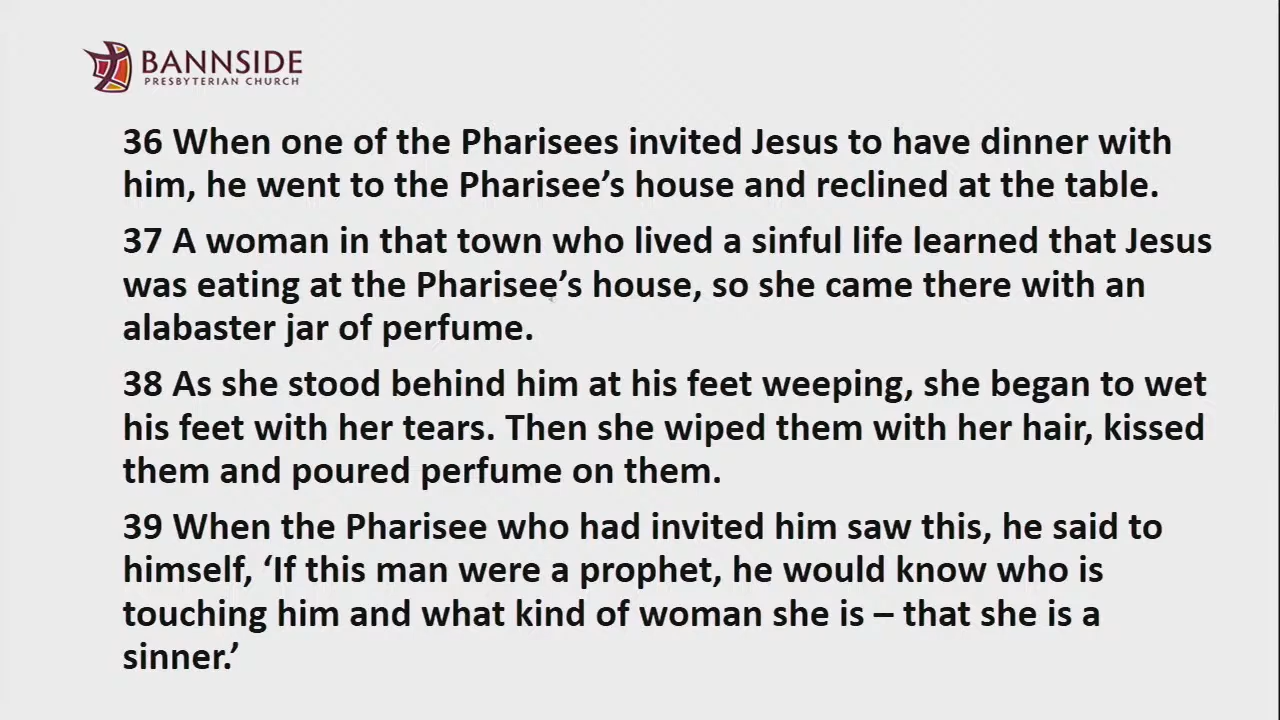 BANNSIDE
PRESBYTERIAN CHURCH
36 When one of the Pharisees invited Jesus to have dinner with
him, he went to the Pharisee’s house and reclined at the table.
37 A woman in that town who lived a sinful life learned that Jesus
was eating at the Pharisee’s house, so she came there with an
alabaster jar of perfume.
38 As she stood behind him at his feet weeping, she began to wet
his feet with her tears. Then she wiped them with her hair, kissed
them and poured perfume on them.
39 When the Pharisee who had invited him saw this, he said to
himself, ‘If this man were a prophet, he would know who is
touching him and what kind of woman she is – that she is a
sinner.’